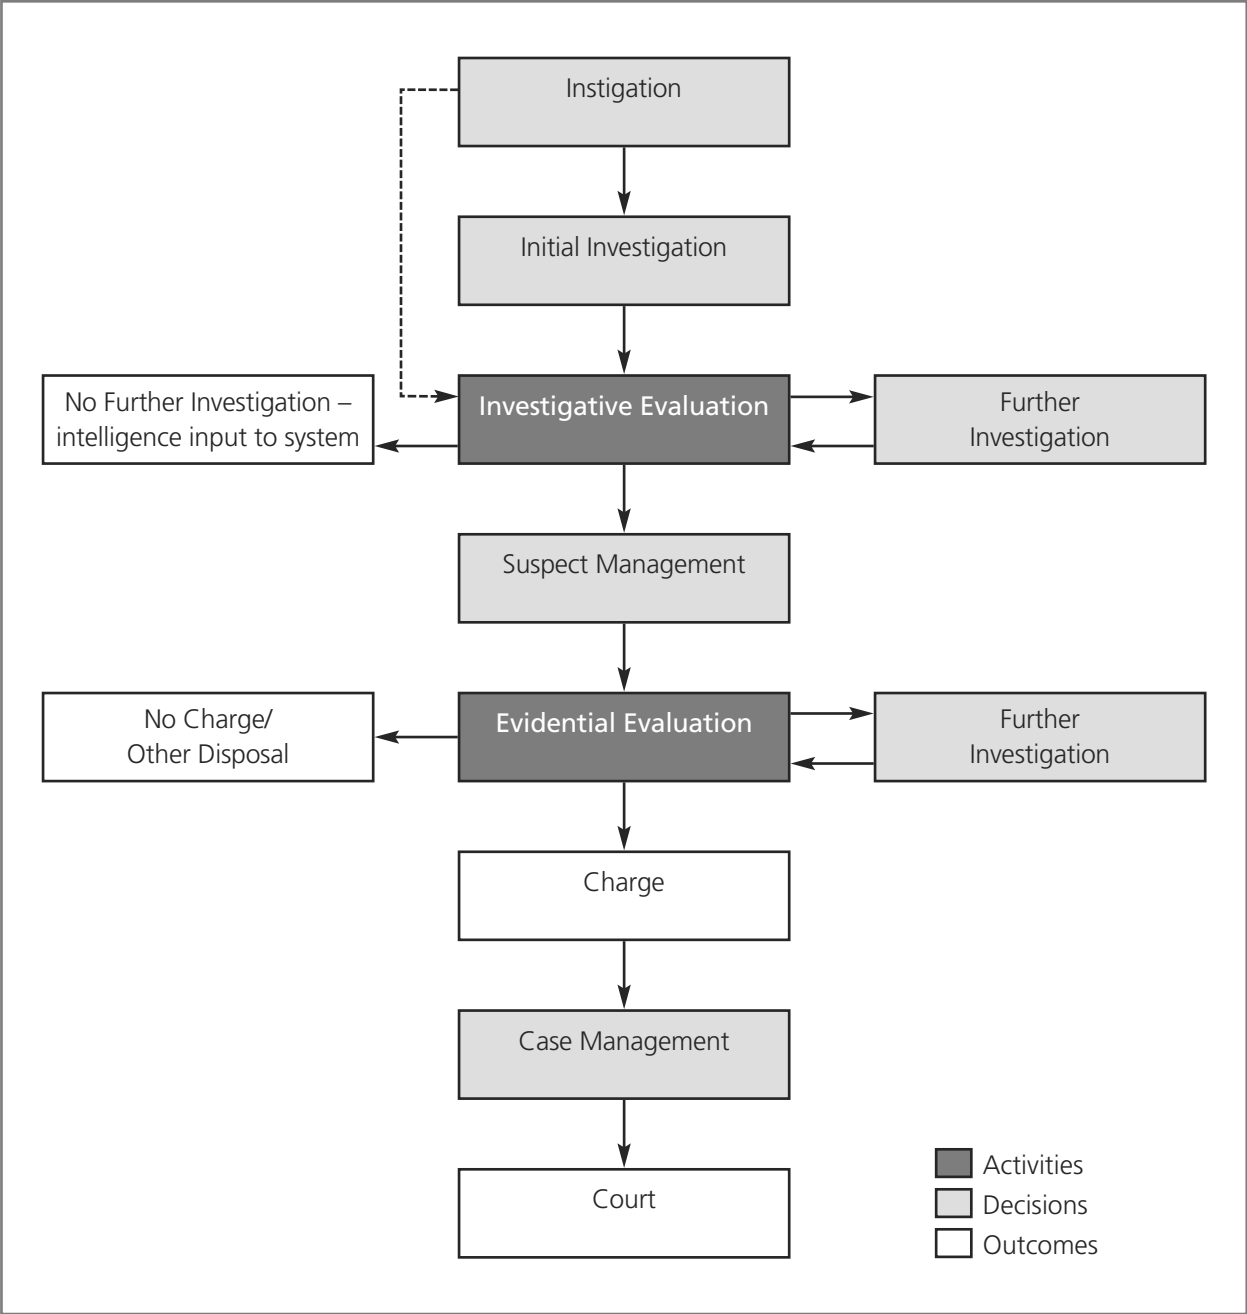 Instigation
Initial Investigation
No Further Investigation –
intelligence input to system
Investigative Evaluation
Further
Investigation
Suspect Management
No Charge/
Other Disposal
Evidential Evaluation
Further
Investigation
Charge
Case Management
Court
Activities
Decisions
Outcomes